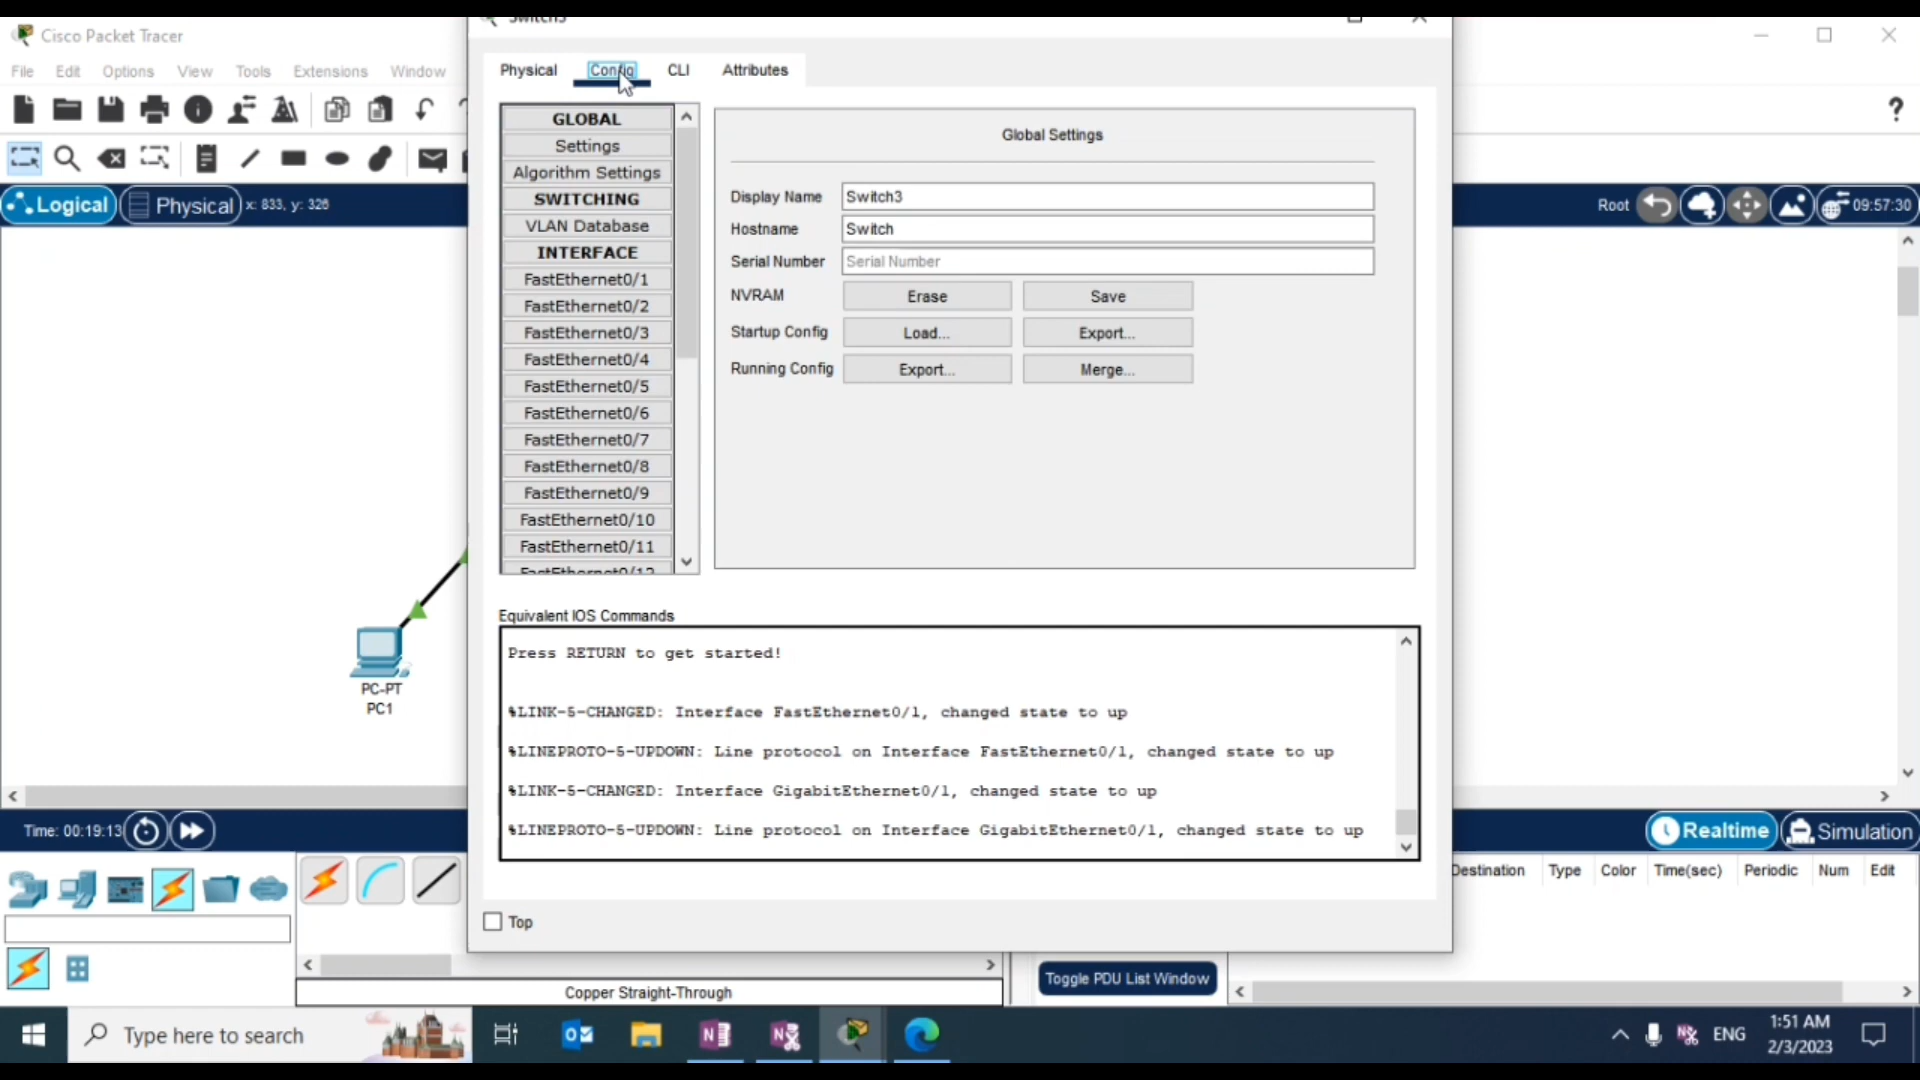 Switch3
Cisco Packet Tracer
File Edit Options View Tools Extensions Window
Physical Config CLI Attributes
Logical Physical x: 833, y: 326
Root 09:57:30
GLOBAL
Settings
Algorithm Settings
SWITCHING
VLAN Database
INTERFACE
FastEthernet0/1
FastEthernet0/2
FastEthernet0/3
FastEthernet0/4
FastEthernet0/5
FastEthernet0/6
FastEthernet0/7
FastEthernet0/8
FastEthernet0/9
FastEthernet0/10
FastEthernet0/11
FastEthernet0/12
Global Settings
Display Name Switch3
Hostname Switch
Serial Number Serial Number
NVRAM Erase Save
Startup Config Load... Export...
Running Config Export... Merge...
PC-PT
PC1
Equivalent IOS Commands
Press RETURN to get started!
%LINK-5-CHANGED: Interface FastEthernet0/1, changed state to up
%LINEPROTO-5-UPDOWN: Line protocol on Interface FastEthernet0/1, changed state to up
%LINK-5-CHANGED: Interface GigabitEthernet0/1, changed state to up
%LINEPROTO-5-UPDOWN: Line protocol on Interface GigabitEthernet0/1, changed state to up
Top
Time: 00:19:13
Realtime Simulation
Destination Type Color Time(sec) Periodic Num Edit
Toggle PDU List Window
Copper Straight-Through
Type here to search
ENG
1:51 AM
2/3/2023